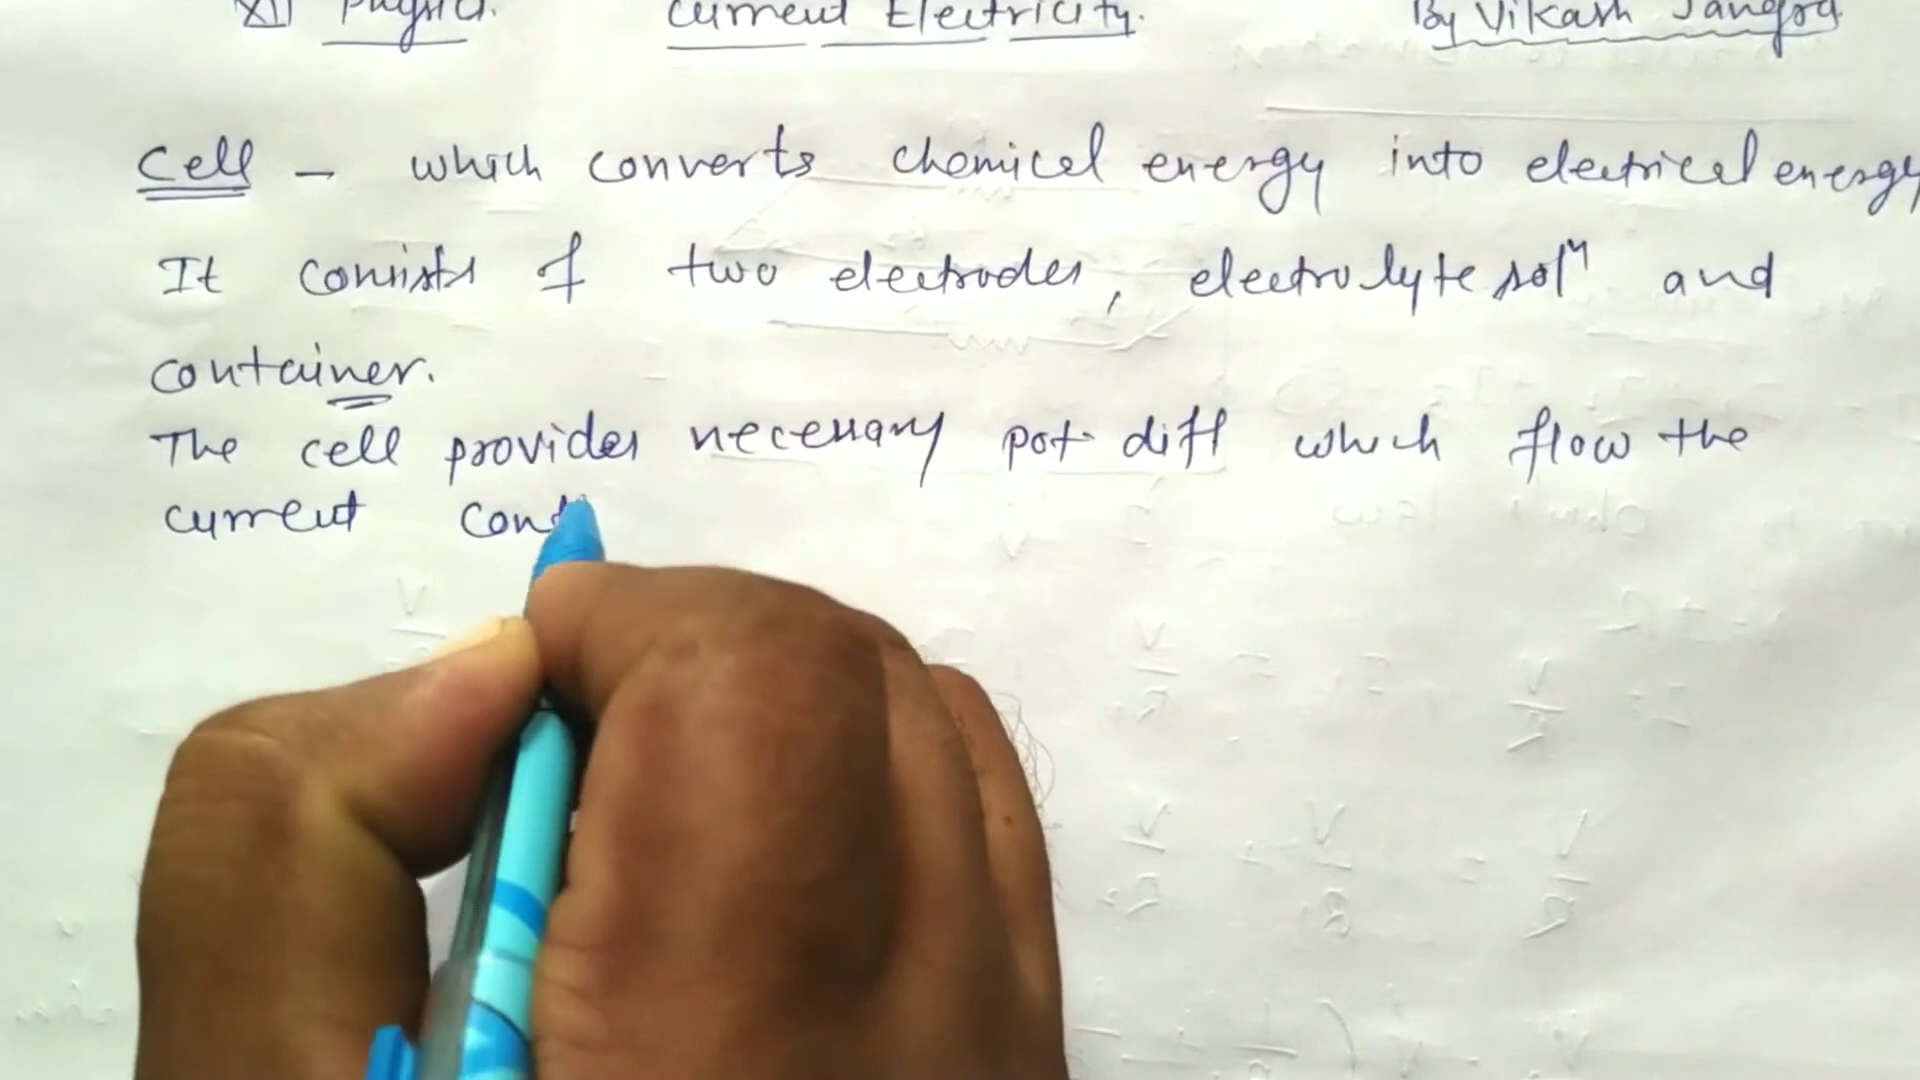 XII Physics. Current Electricity. By Vikash Jangra
Cell - which converts chemical energy into electrical energy
It consists of two electrodes, electrolyte solⁿ and
container.
The cell provides necessary pot. diff which flow the
current cont